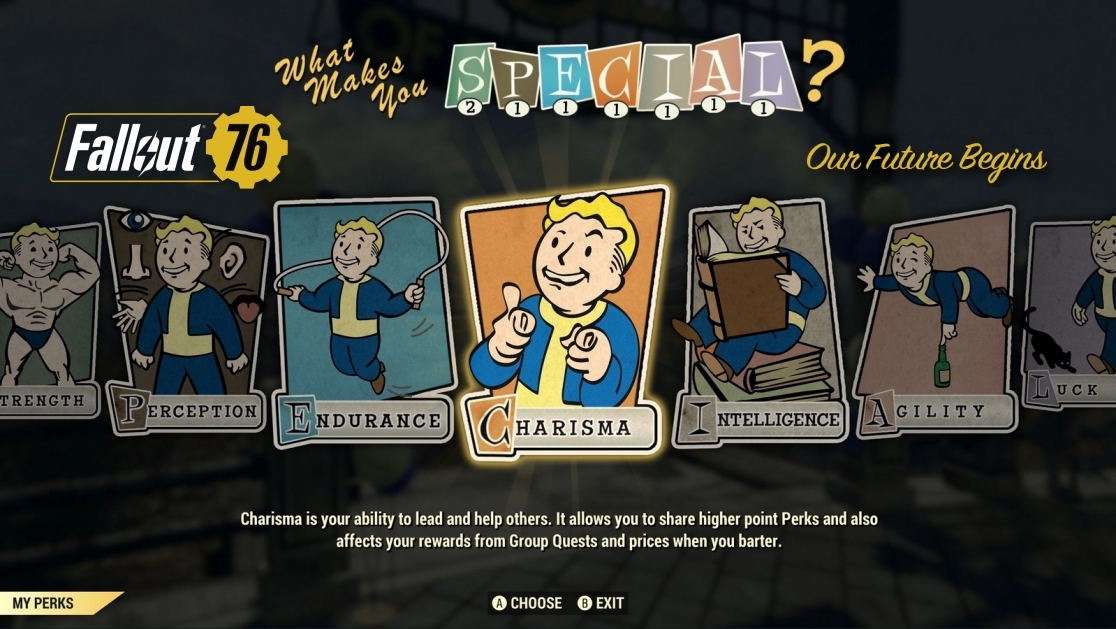 What
Makes
You
SPECIAL?
2 1 1 1 1 1 1
Fallout 76
Our Future Begins
TRENGTH
PERCEPTION
ENDURANCE
CHARISMA
INTELLIGENCE
AGILITY
LUCK
Charisma is your ability to lead and help others. It allows you to share higher point Perks and also
affects your rewards from Group Quests and prices when you barter.
MY PERKS
A CHOOSE B EXIT